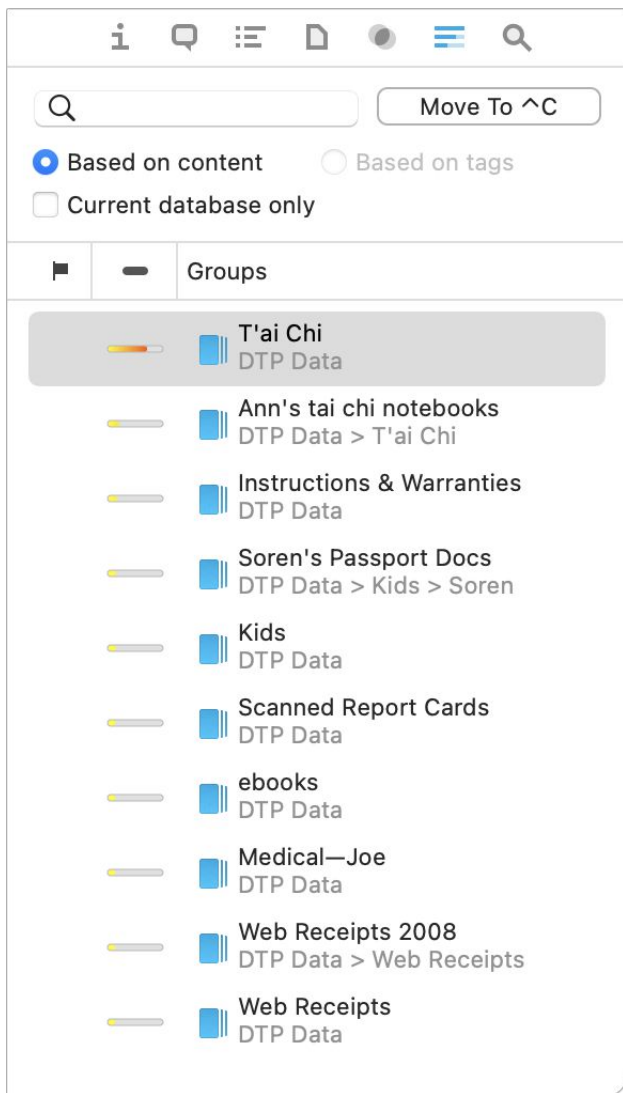 Move To ^C
Based on content
Based on tags
Current database only
Groups
T'ai Chi
DTP Data
Ann's tai chi notebooks
DTP Data > T'ai Chi
Instructions & Warranties
DTP Data
Soren's Passport Docs
DTP Data > Kids > Soren
Kids
DTP Data
Scanned Report Cards
DTP Data
ebooks
DTP Data
Medical—Joe
DTP Data
Web Receipts 2008
DTP Data > Web Receipts
Web Receipts
DTP Data